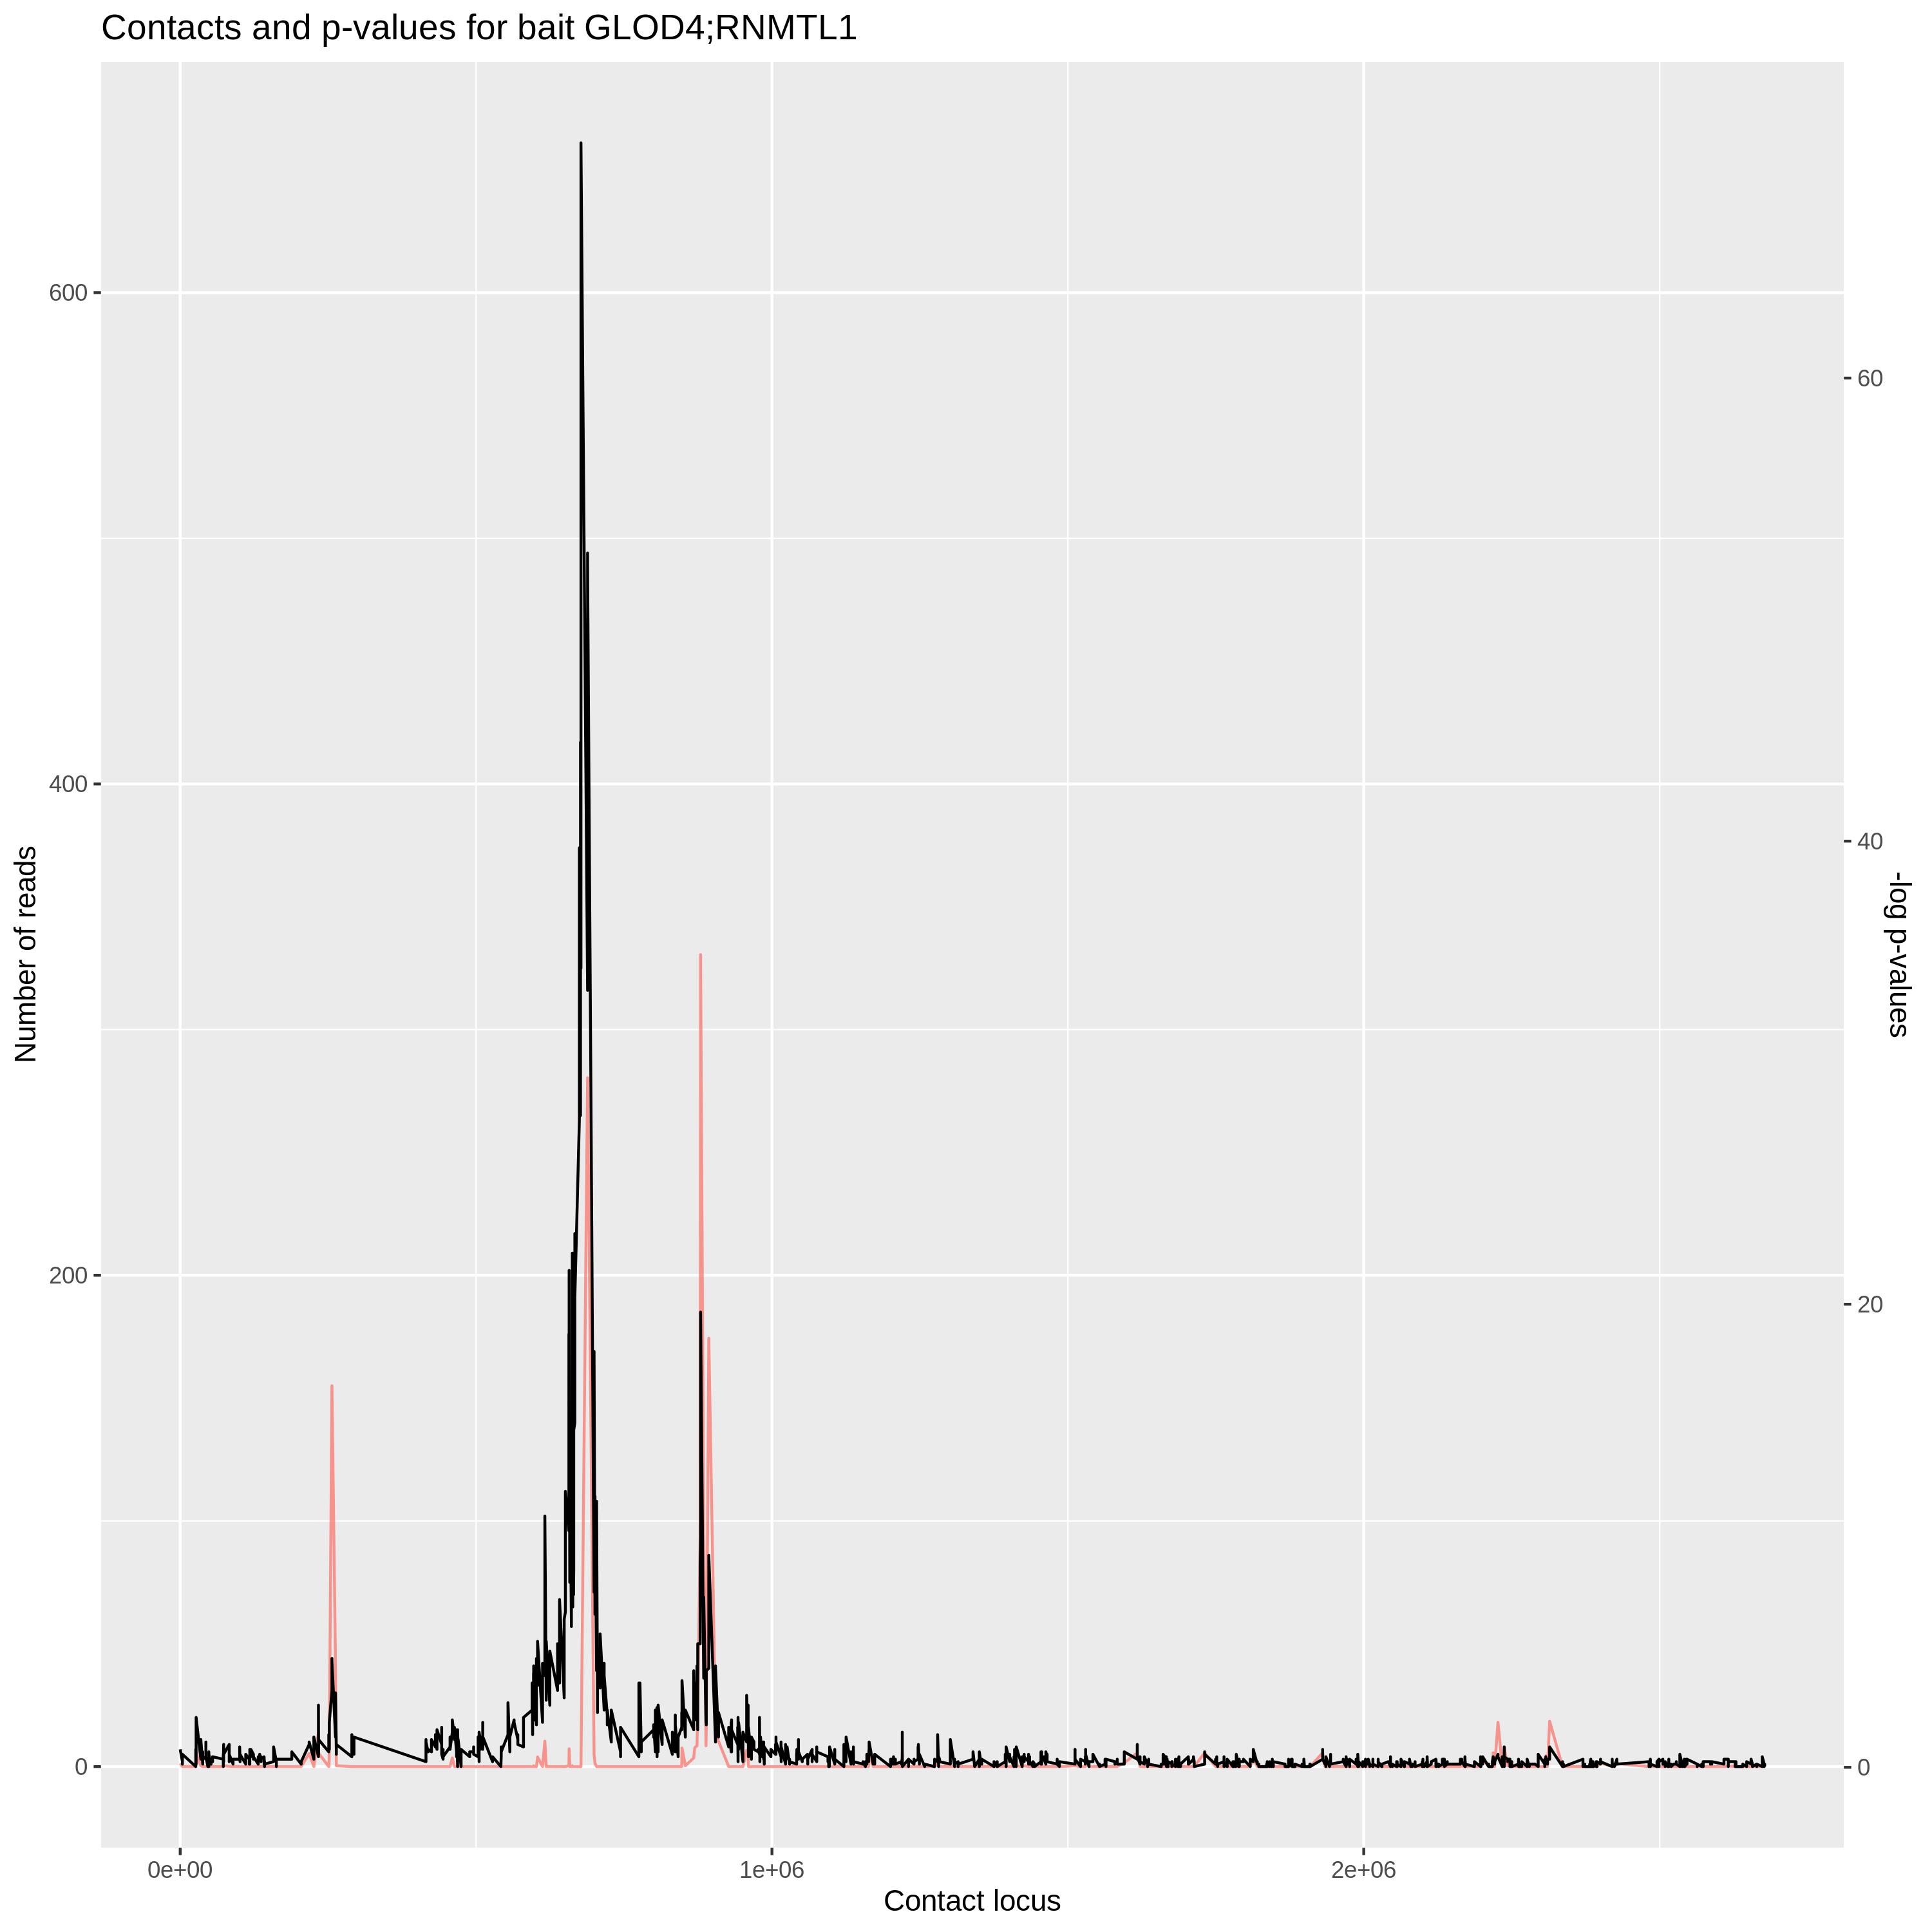 Contacts and p-values for bait GLOD4;RNMTL1
600
400
200
0
Number of reads
60
40
20
0
-log p-values
0e+00
1e+06
2e+06
Contact locus